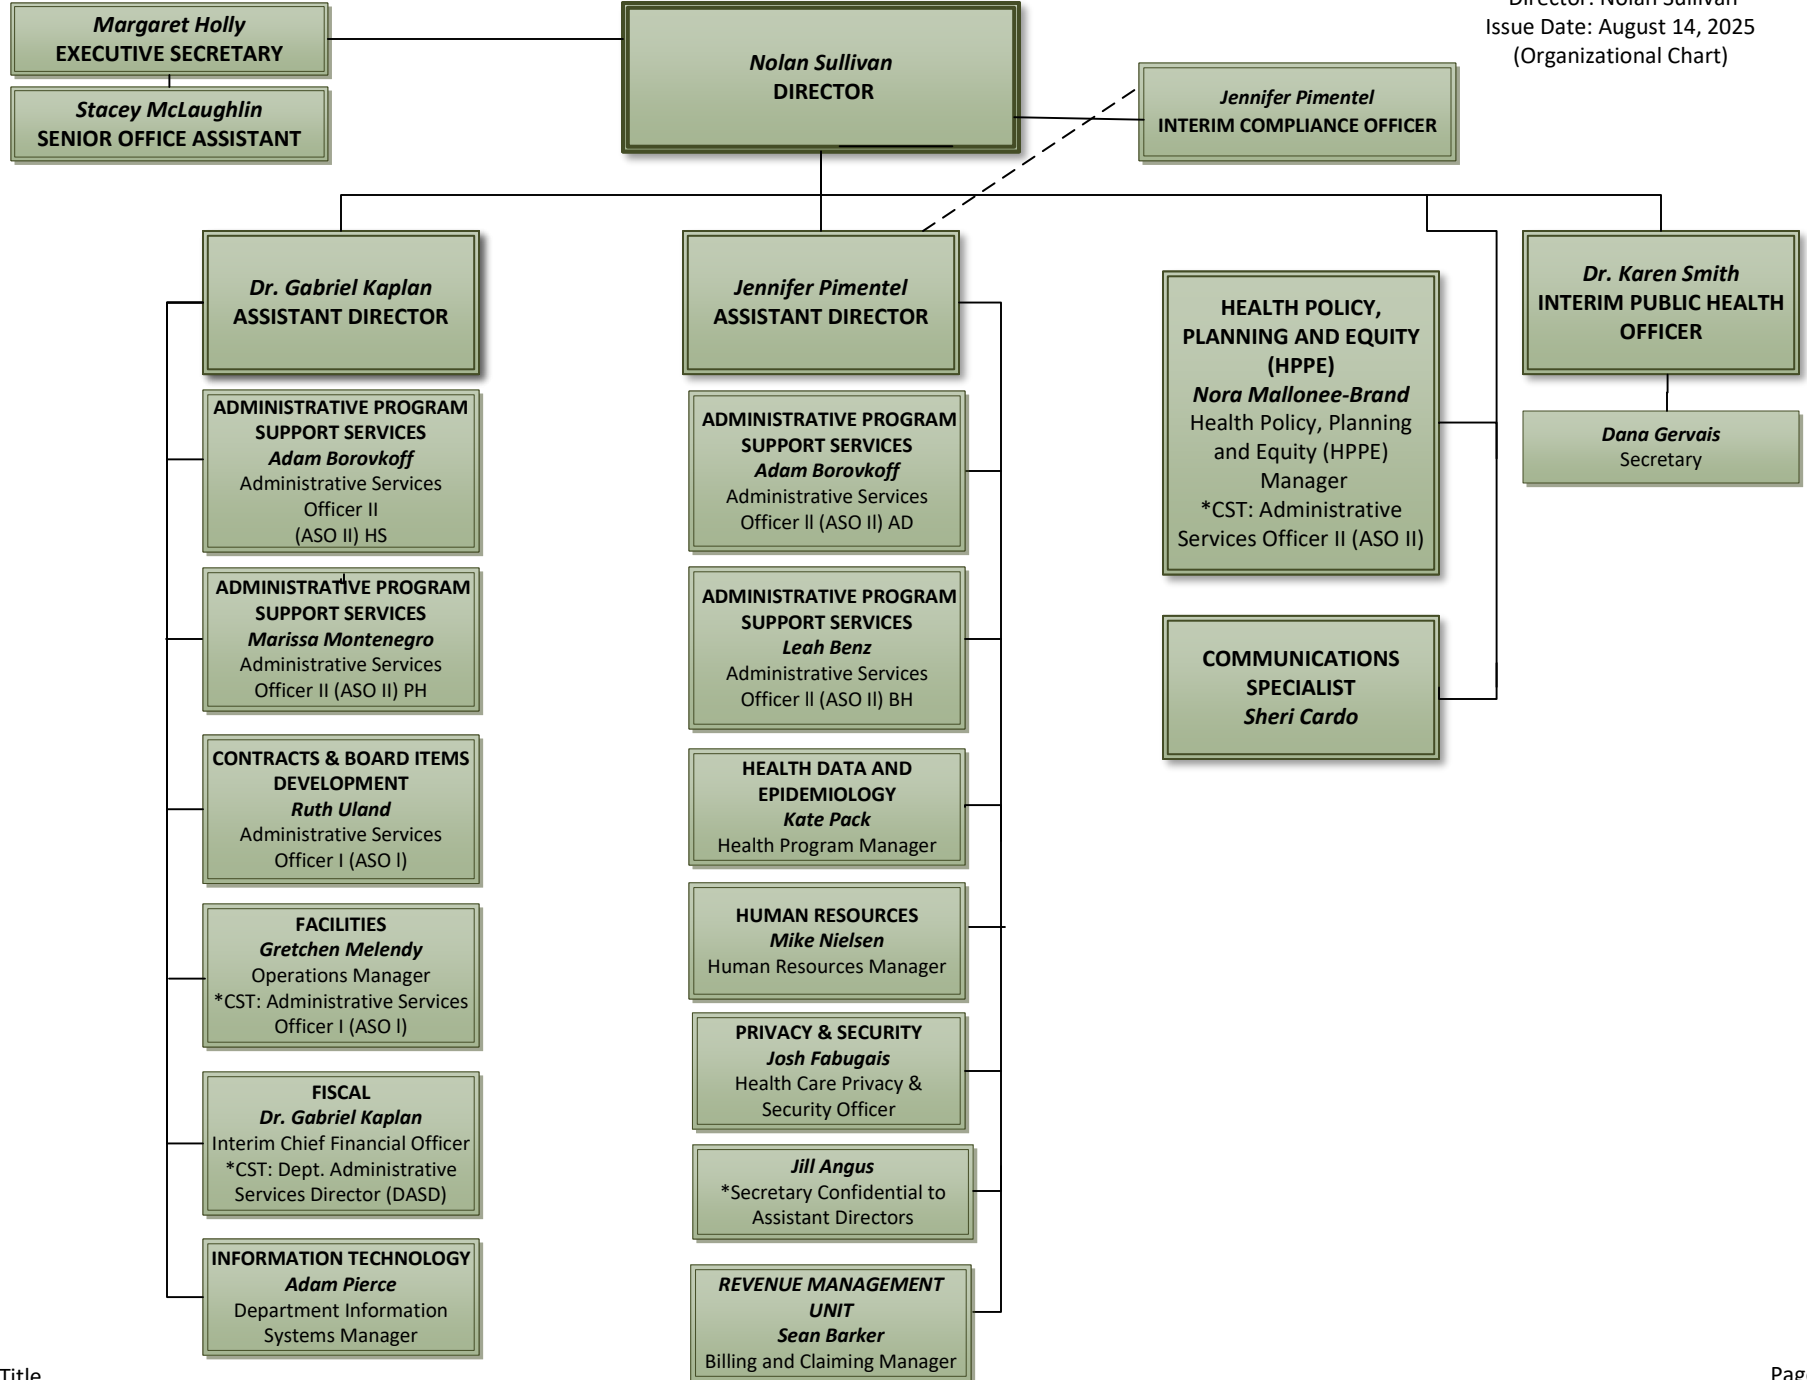 Director: Nolan Sullivan
Issue Date: August 14, 2025
(Organizational Chart)
Margaret Holly
EXECUTIVE SECRETARY
Stacey McLaughlin
SENIOR OFFICE ASSISTANT
Nolan Sullivan
DIRECTOR
Jennifer Pimentel
INTERIM COMPLIANCE OFFICER
Dr. Gabriel Kaplan
ASSISTANT DIRECTOR
ADMINISTRATIVE PROGRAM
SUPPORT SERVICES
Adam Borovkoff
Administrative Services
Officer II
(ASO II) HS
ADMINISTRATIVE PROGRAM
SUPPORT SERVICES
Marissa Montenegro
Administrative Services
Officer II (ASO II) PH
CONTRACTS & BOARD ITEMS
DEVELOPMENT
Ruth Uland
Administrative Services
Officer I (ASO I)
FACILITIES
Gretchen Melendy
Operations Manager
*CST: Administrative Services
Officer I (ASO I)
FISCAL
Dr. Gabriel Kaplan
Interim Chief Financial Officer
*CST: Dept. Administrative
Services Director (DASD)
INFORMATION TECHNOLOGY
Adam Pierce
Department Information
Systems Manager
Jennifer Pimentel
ASSISTANT DIRECTOR
ADMINISTRATIVE PROGRAM
SUPPORT SERVICES
Adam Borovkoff
Administrative Services
Officer II (ASO II) AD
ADMINISTRATIVE PROGRAM
SUPPORT SERVICES
Leah Benz
Administrative Services
Officer II (ASO II) BH
HEALTH DATA AND
EPIDEMIOLOGY
Kate Pack
Health Program Manager
HUMAN RESOURCES
Mike Nielsen
Human Resources Manager
PRIVACY & SECURITY
Josh Fabugais
Health Care Privacy &
Security Officer
Jill Angus
*Secretary Confidential to
Assistant Directors
REVENUE MANAGEMENT
UNIT
Sean Barker
Billing and Claiming Manager
HEALTH POLICY,
PLANNING AND EQUITY
(HPPE)
Nora Mallonee-Brand
Health Policy, Planning
and Equity (HPPE)
Manager
*CST: Administrative
Services Officer II (ASO II)
COMMUNICATIONS
SPECIALIST
Sheri Cardo
Dr. Karen Smith
INTERIM PUBLIC HEALTH
OFFICER
Dana Gervais
Secretary
Title